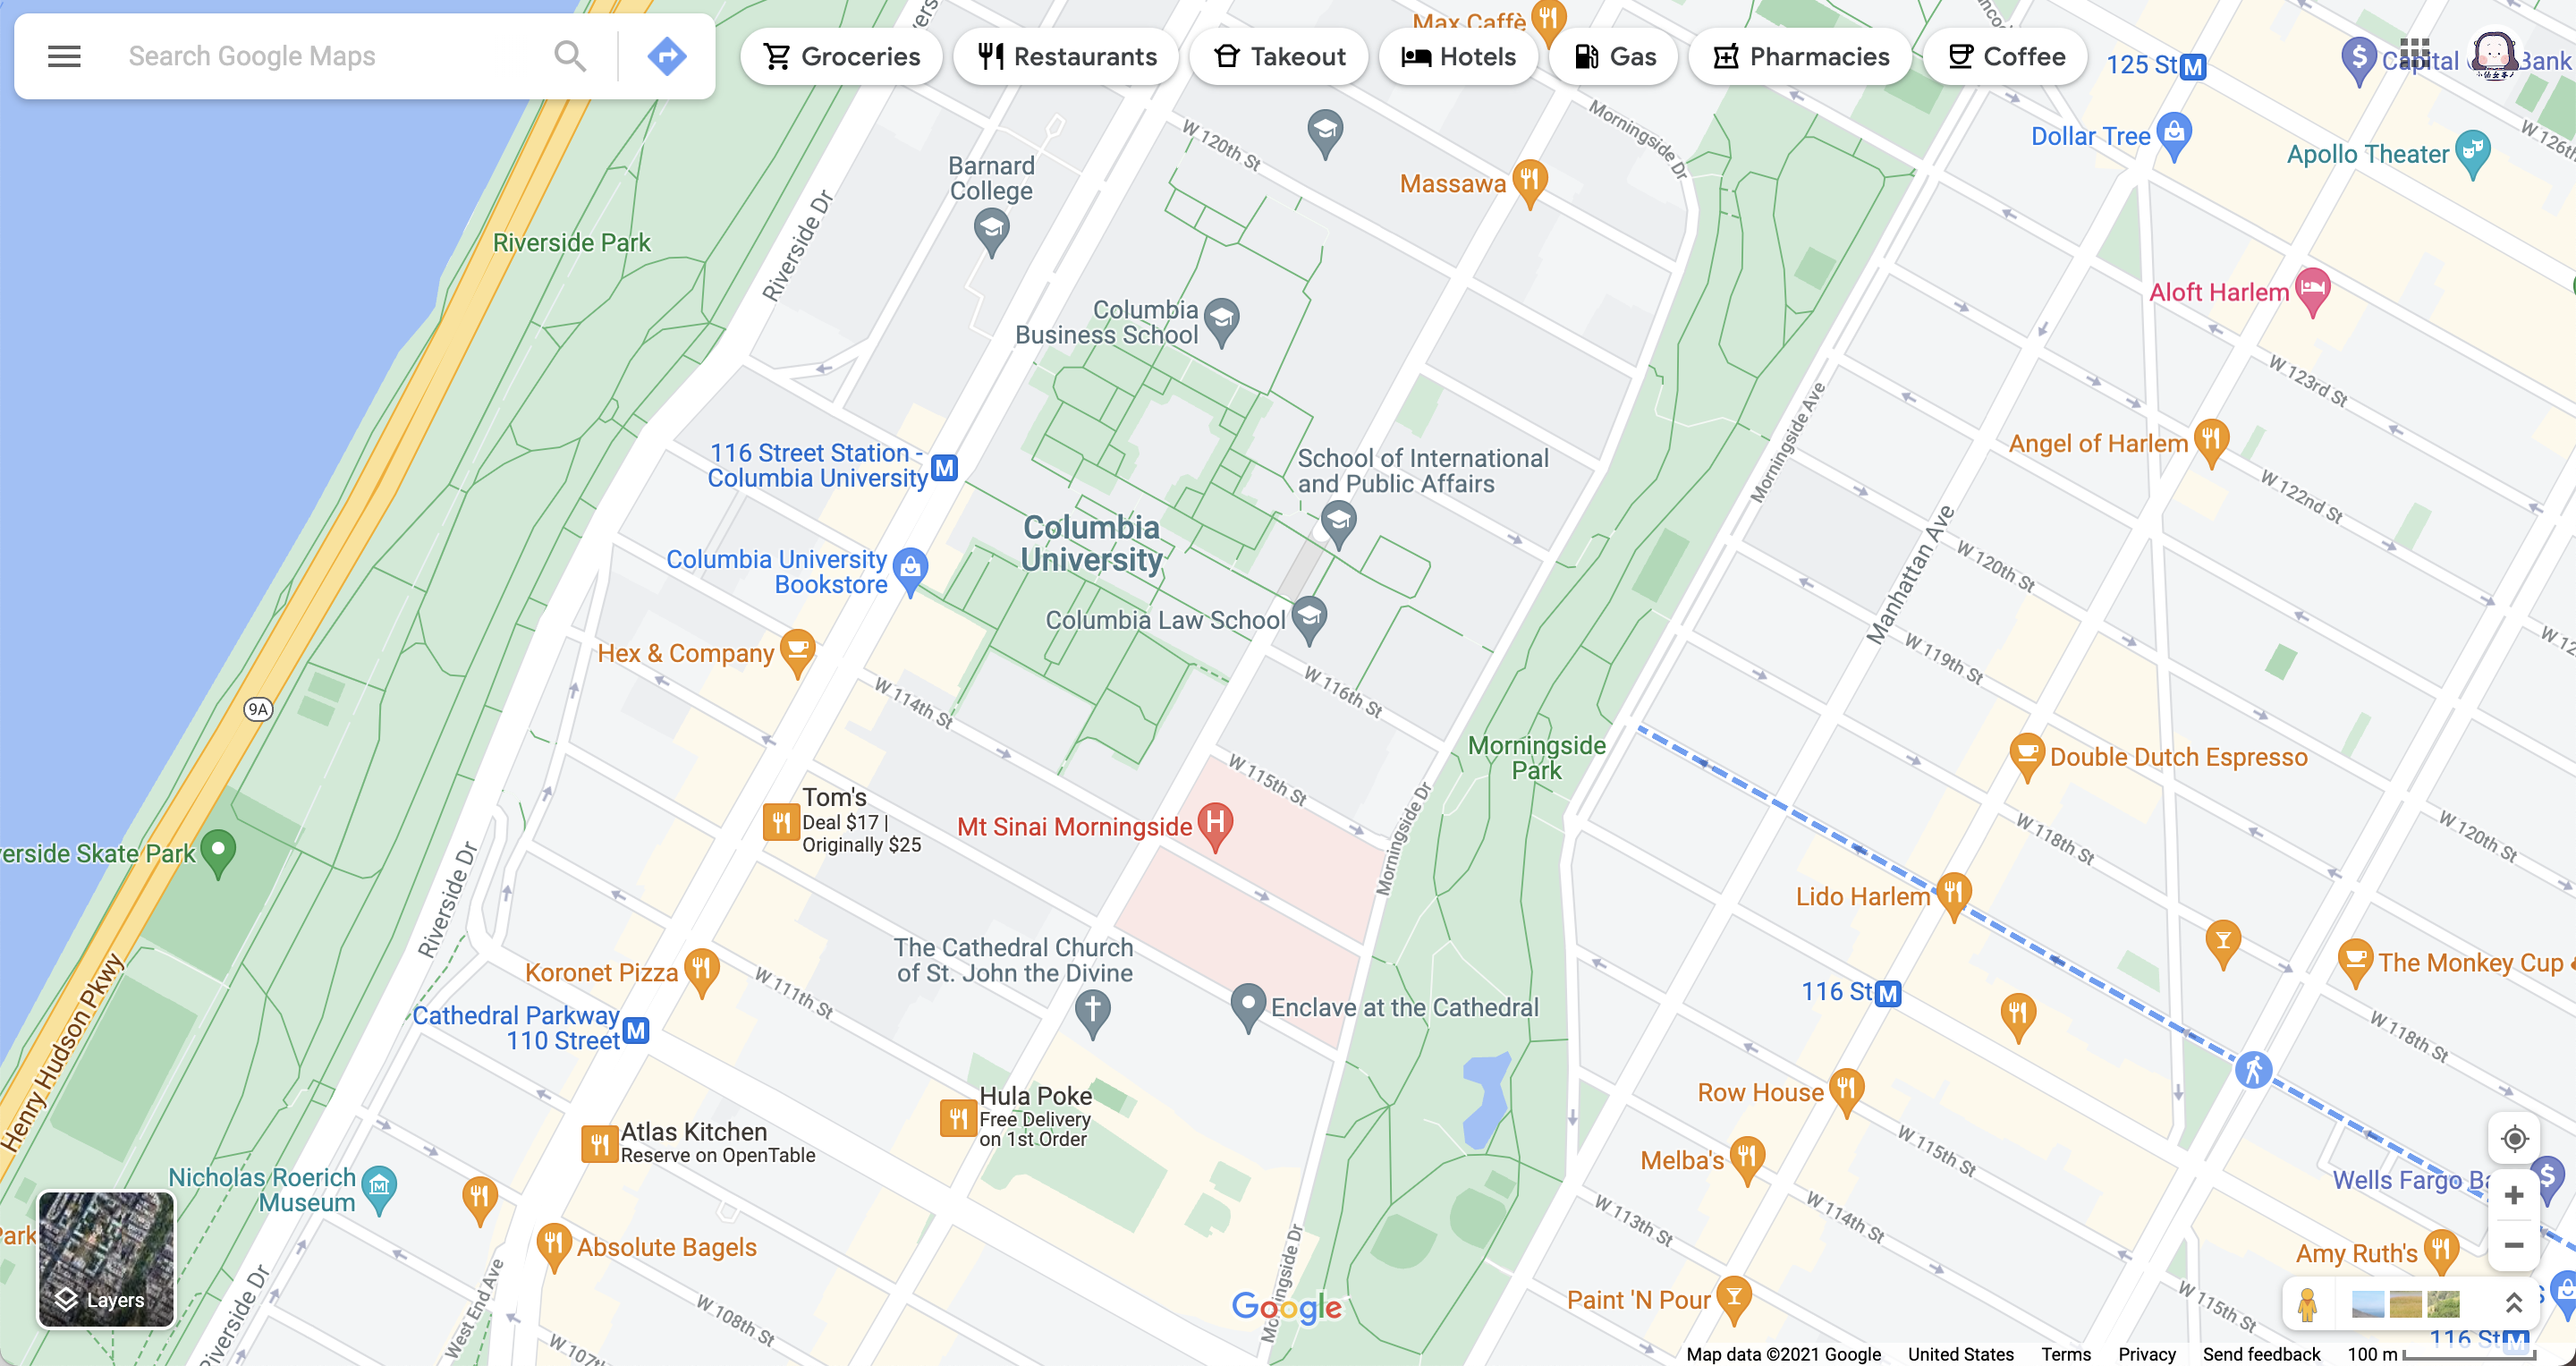 Search Google Maps
Groceries
Restaurants
Takeout
Hotels
Gas
Pharmacies
Coffee
Max Caffè
125 St
M
Capital
Bank
W 126th
Dollar Tree
Apollo Theater
W 120th St
Morningside Dr
Massawa
Barnard
College
Riverside Park
Riverside Dr
Columbia
Business School
Aloft Harlem
W 123rd St
Morningside Ave
Angel of Harlem
W 122nd St
116 Street Station -
Columbia University
M
School of International
and Public Affairs
Columbia
University
Columbia University
Bookstore
Manhattan Ave
W 120th St
Columbia Law School
Hex & Company
W 119th St
W 116th St
W 114th St
9A
Morningside
Park
Double Dutch Espresso
W 115th St
Tom's
Deal $17 |
Originally $25
Mt Sinai Morningside
H
Morningside Dr
W 118th St
W 120th St
erside Skate Park
Riverside Dr
Lido Harlem
The Cathedral Church
of St. John the Divine
Koronet Pizza
W 111th St
The Monkey Cup
116 St
M
Enclave at the Cathedral
Cathedral Parkway
110 Street
M
Henry Hudson Pkwy
W 118th St
Hula Poke
Free Delivery
on 1st Order
Row House
Atlas Kitchen
Reserve on OpenTable
W 115th St
Melba's
Nicholas Roerich
Museum
Wells Fargo Ba
W 113th St
W 114th St
Park
Absolute Bagels
Amy Ruth's
Layers
Riverside Dr
West End Ave
W 108th St
W 107th
Google
Morningside Dr
Paint 'N Pour
W 115th St
116 St
M
Map data ©2021 Google
United States
Terms
Privacy
Send feedback
100 m